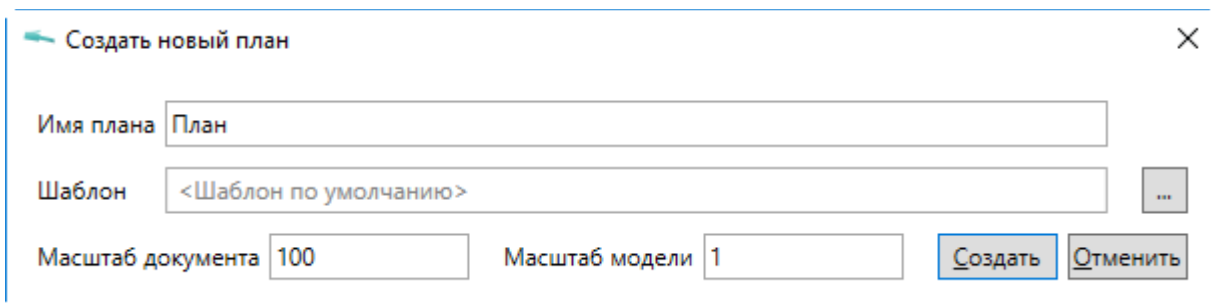 Создать новый план
Имя плана План
Шаблон <Шаблон по умолчанию> ...
Масштаб документа 100 Масштаб модели 1 Создать Отменить